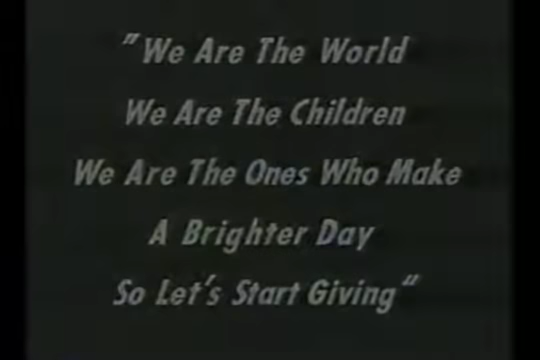 "We Are The World
We Are The Children
We Are The Ones Who Make
A Brighter Day
So Let's Start Giving"